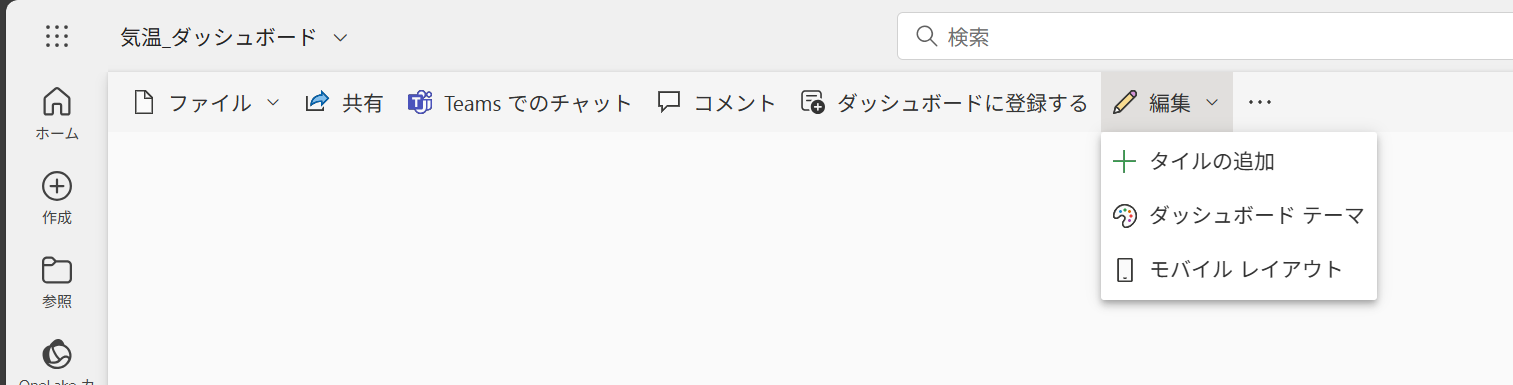 気温_ダッシュボード
検索
ホーム
作成
参照
ファイル
共有
Teams でのチャット
コメント
ダッシュボードに登録する
編集
タイルの追加
ダッシュボード テーマ
モバイル レイアウト
OneLake カ